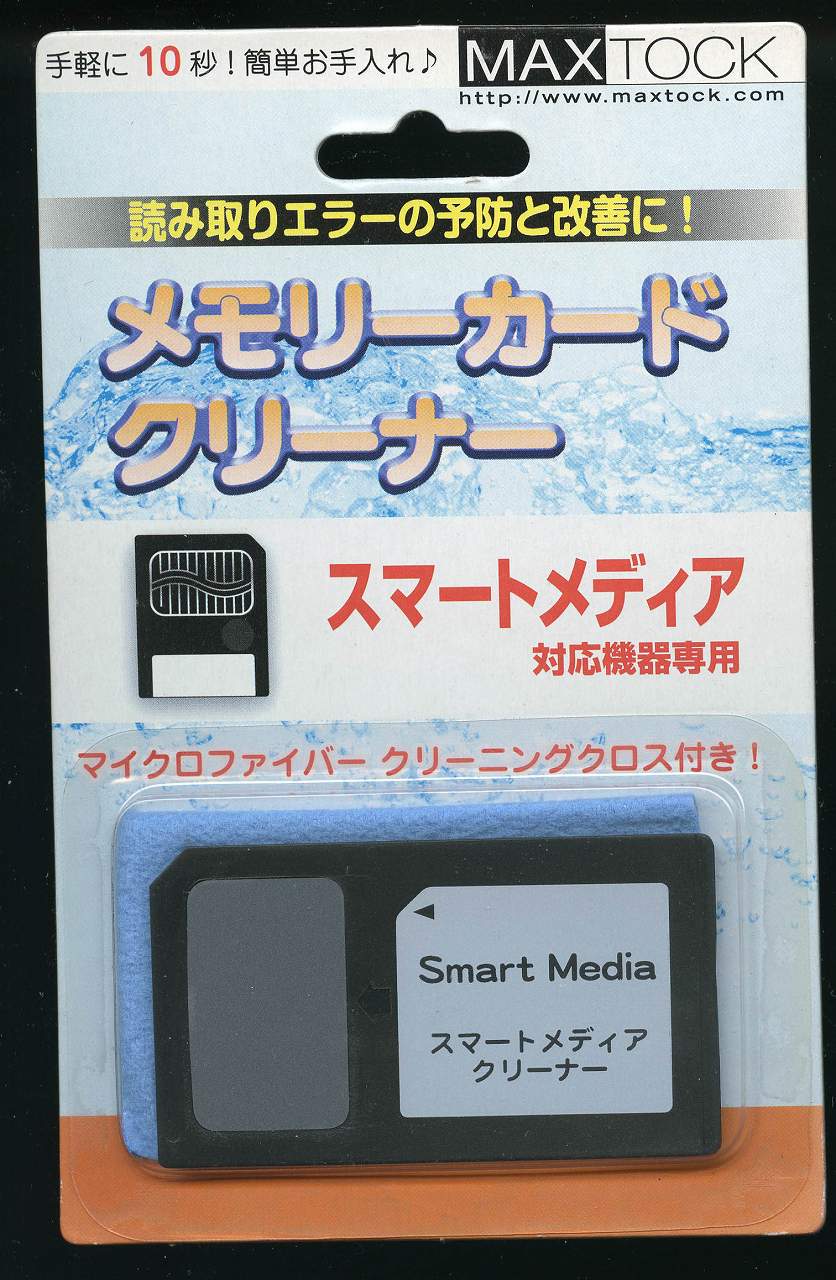 手軽に10秒！簡単お手入れ♪
MAXTOCK
http://www.maxtock.com
読み取りエラーの予防と改善に！
メモリーカード
クリーナー
スマートメディア
対応機器専用
マイクロファイバー クリーニングクロス付き！
Smart Media
スマートメディア
クリーナー